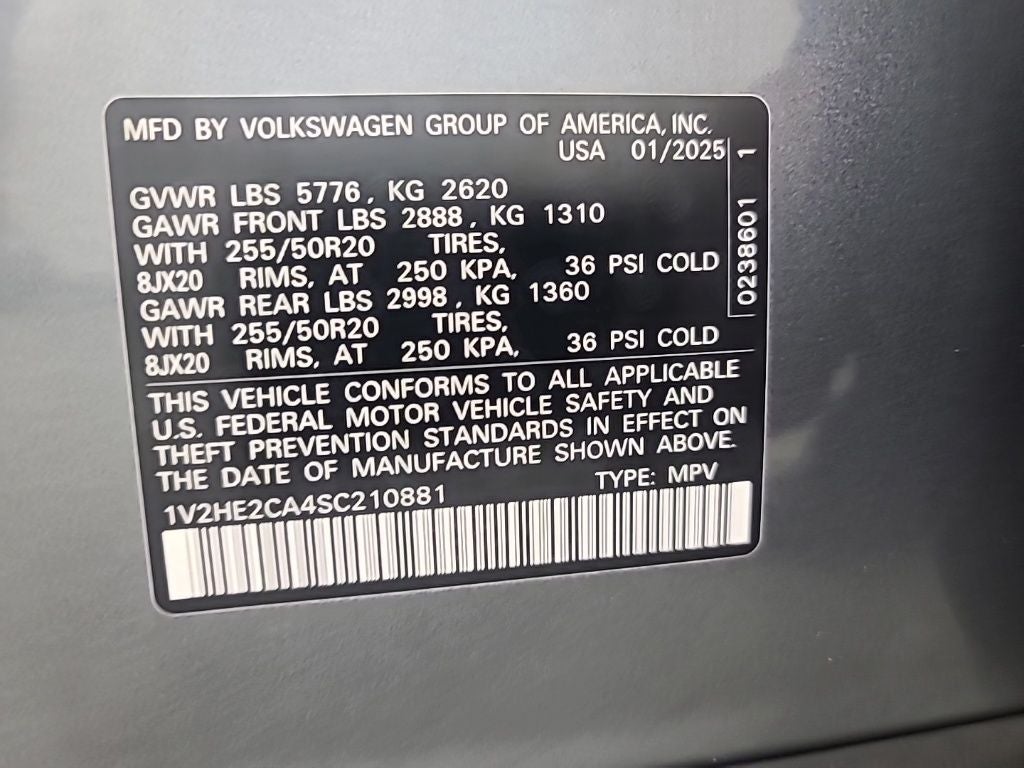 MFD BY VOLKSWAGEN GROUP OF AMERICA, INC.
USA 01/2025
GVWR LBS 5776, KG 2620
GAWR FRONT LBS 2888, KG 1310
WITH 255/50R20 TIRES,
8JX20 RIMS, AT 250 KPA, 36 PSI COLD
GAWR REAR LBS 2998, KG 1360
WITH 255/50R20 TIRES,
8JX20 RIMS, AT 250 KPA, 36 PSI COLD
0238601 1
THIS VEHICLE CONFORMS TO ALL APPLICABLE
U.S. FEDERAL MOTOR VEHICLE SAFETY AND
THEFT PREVENTION STANDARDS IN EFFECT ON
THE DATE OF MANUFACTURE SHOWN ABOVE.
TYPE: MPV
1V2HE2CA4SC210881